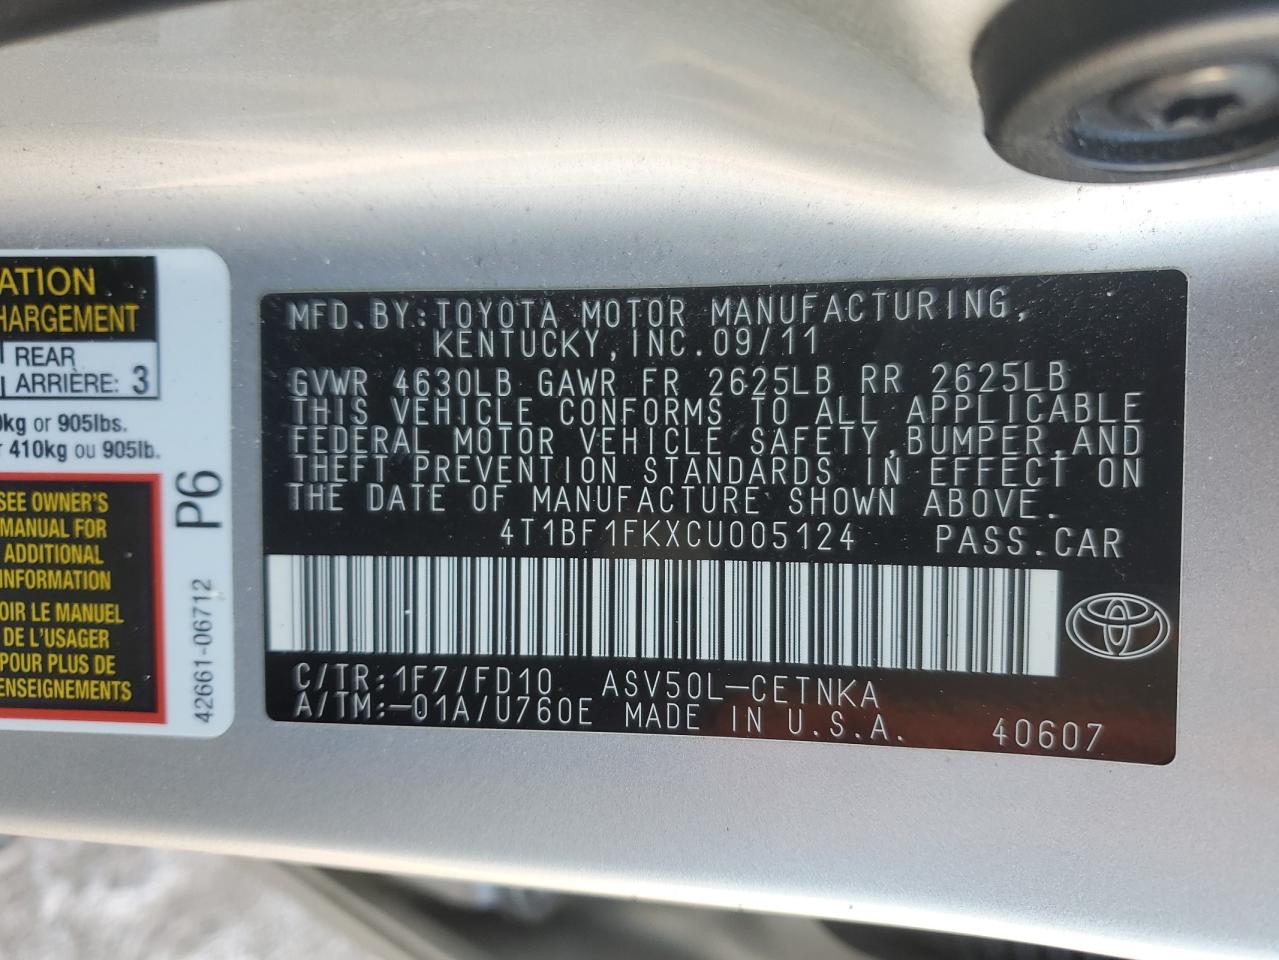 ATION
HARGEMENT
REAR
ARRIÈRE: 3
kg or 905lbs.
410kg ou 905lb.
SEE OWNER'S
MANUAL FOR
ADDITIONAL
INFORMATION
OIR LE MANUEL
DE L'USAGER
POUR PLUS DE
ENSEIGNEMENTS
P6
42661-06712
MFD.BY:TOYOTA MOTOR MANUFACTURING,
KENTUCKY,INC.09/11
GVWR 4630LB GAWR FR 2625LB RR 2625LB
THIS VEHICLE CONFORMS TO ALL APPLICABLE
FEDERAL MOTOR VEHICLE SAFETY,BUMPER,AND
THEFT PREVENTION STANDARDS IN EFFECT ON
THE DATE OF MANUFACTURE SHOWN ABOVE.
4T1BF1FKXCU005124 PASS.CAR
C/TR:1F7/FD10 ASV50L-CETNKA
A/TM:-01A/U760E MADE IN U.S.A. 40607